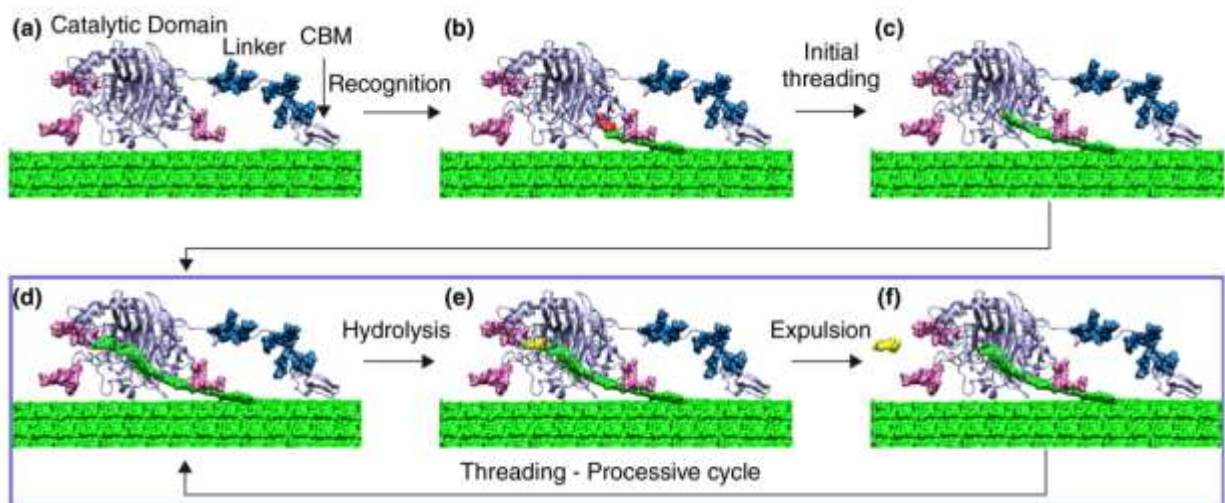 (a)
Catalytic Domain
Linker
CBM
Recognition
(b)
Initial
threading
(c)
(d)
Hydrolysis
(e)
Expulsion
(f)
Threading - Processive cycle